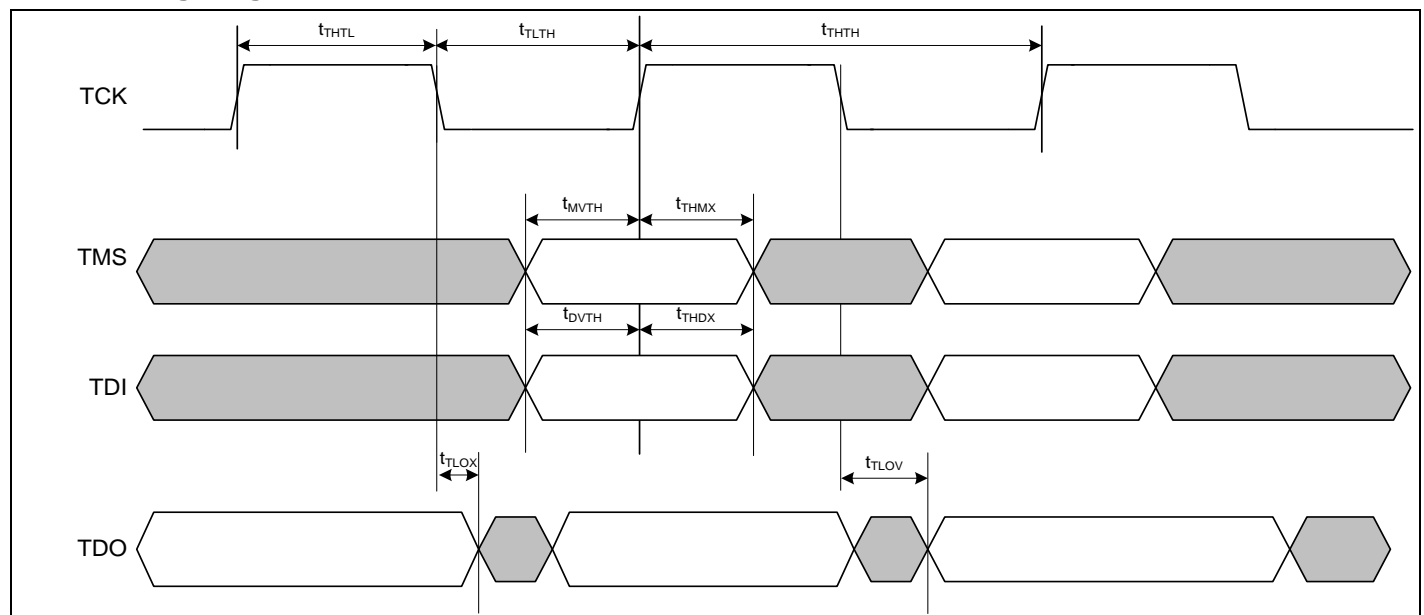 tTHTL tTLTH tTHTH
TCK
tMVTH tTHMX
TMS
tDVTH tTHDX
TDI
tTLOX tTLOV
TDO